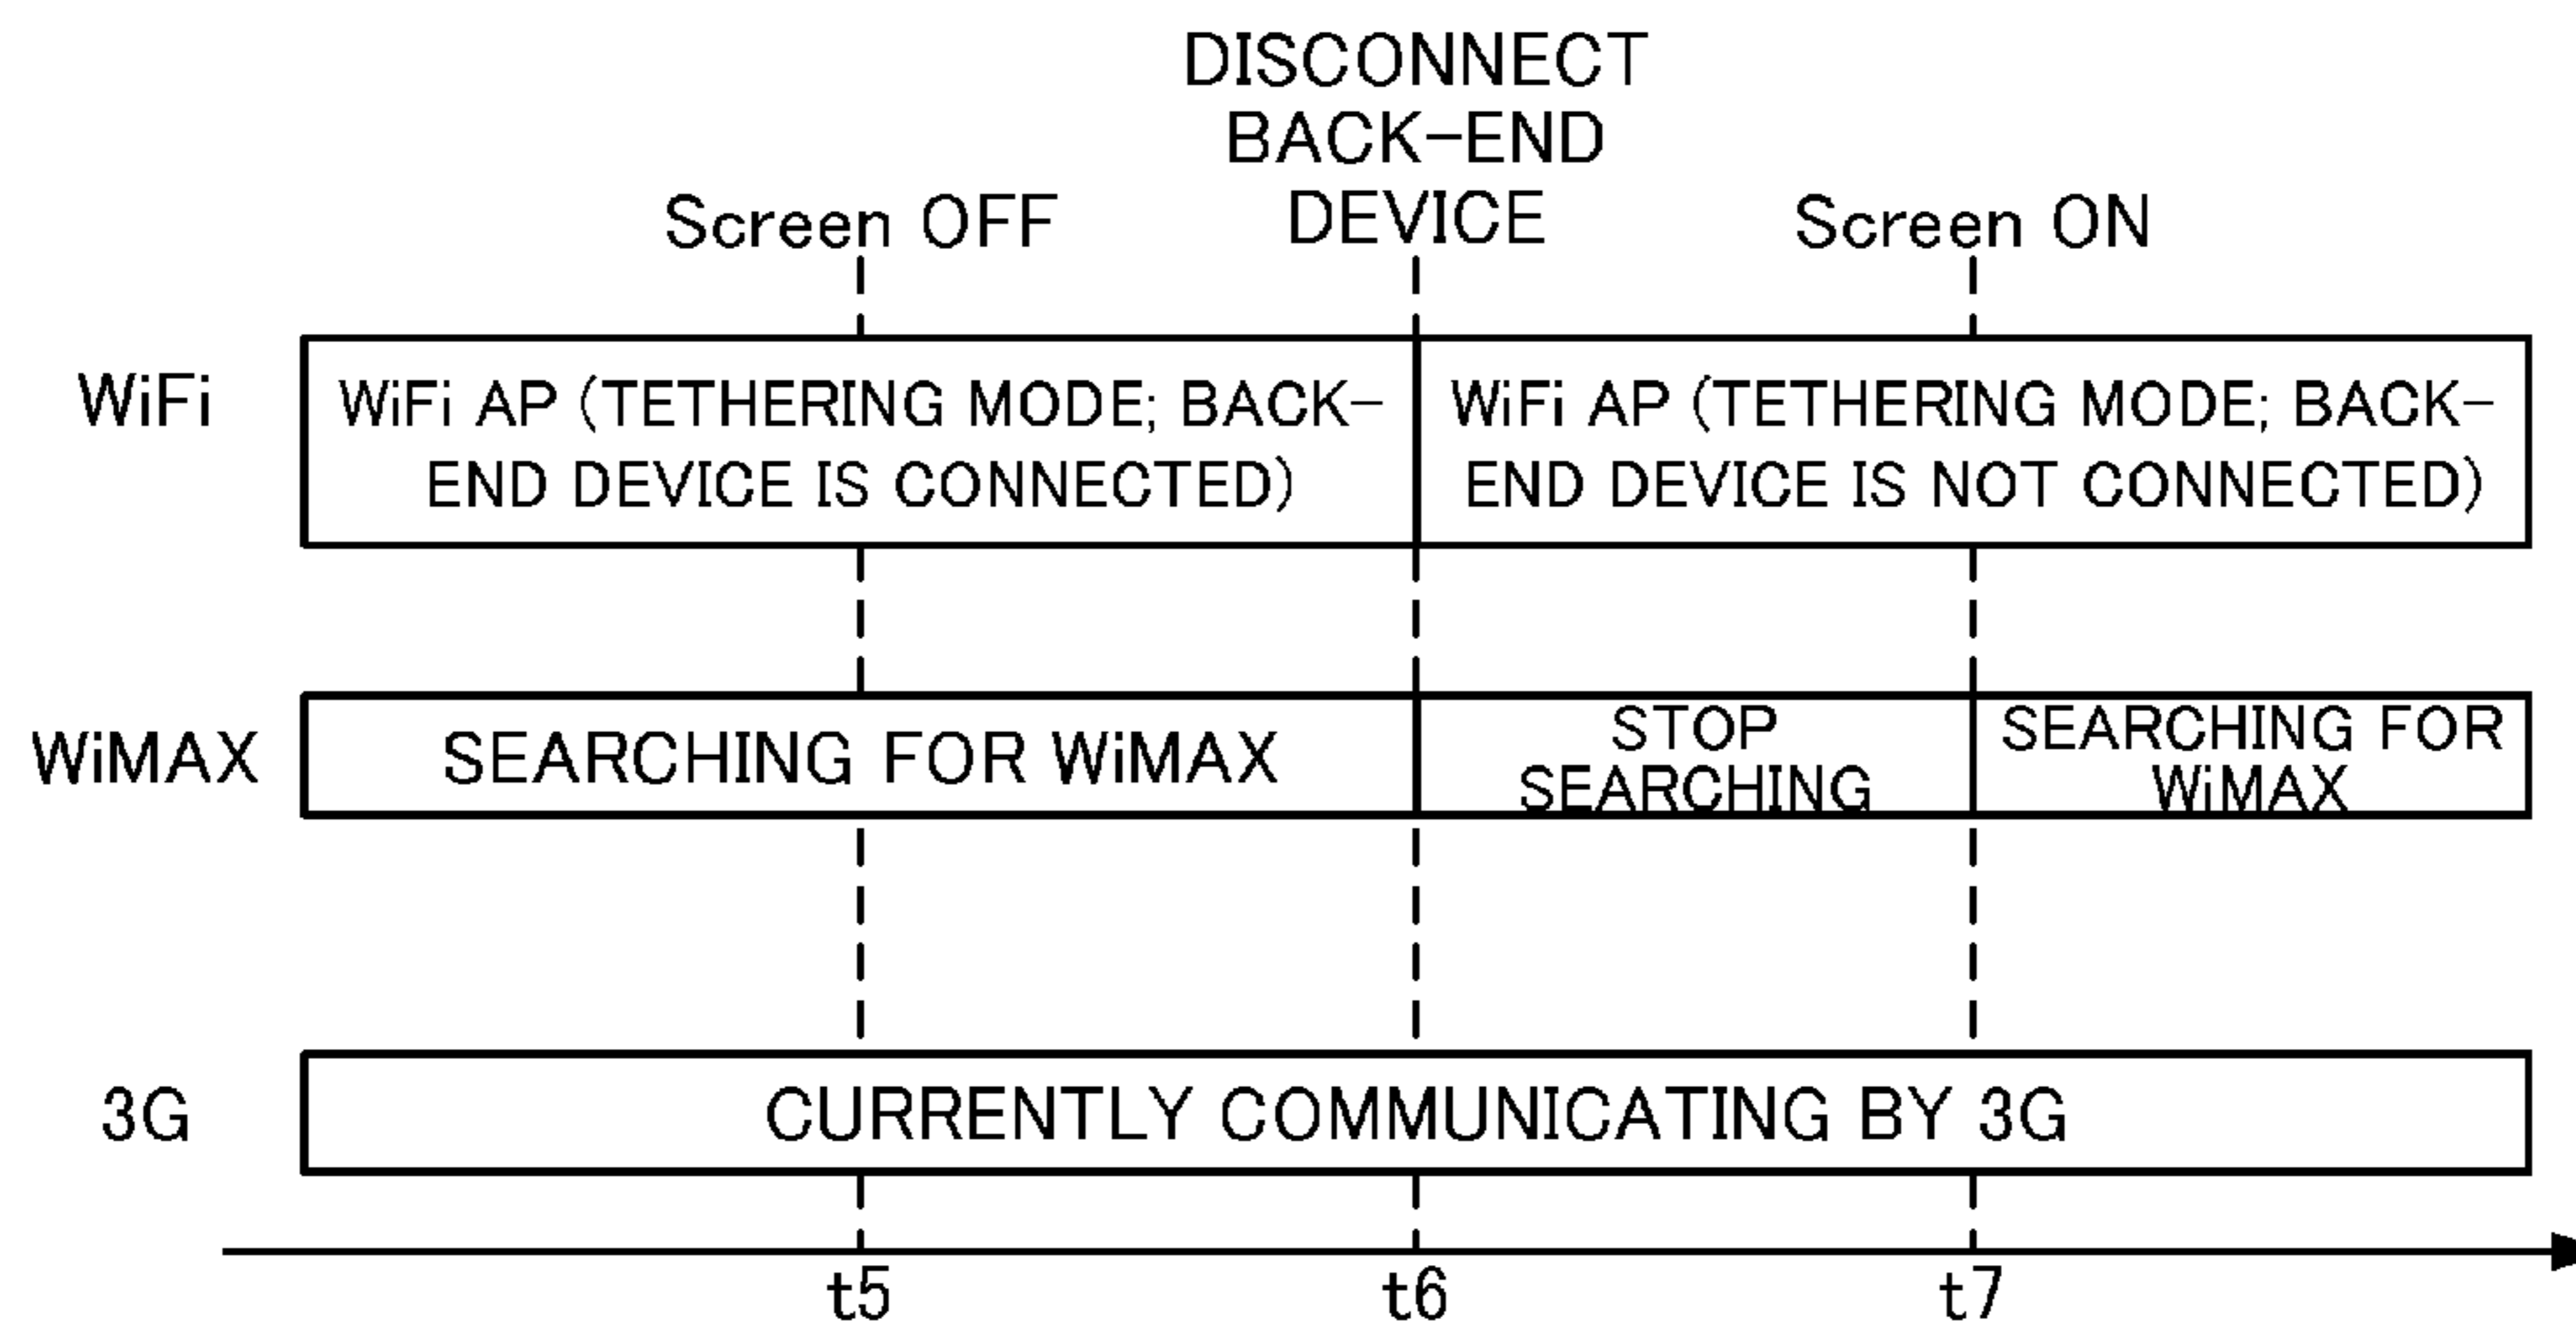 DISCONNECT
BACK-END
DEVICE
Screen OFF
Screen ON
WiFi
WiFi AP (TETHERING MODE; BACK-
END DEVICE IS CONNECTED)
WiFi AP (TETHERING MODE; BACK-
END DEVICE IS NOT CONNECTED)
WiMAX
SEARCHING FOR WiMAX
STOP
SEARCHING
SEARCHING FOR
WiMAX
3G
CURRENTLY COMMUNICATING BY 3G
t5
t6
t7